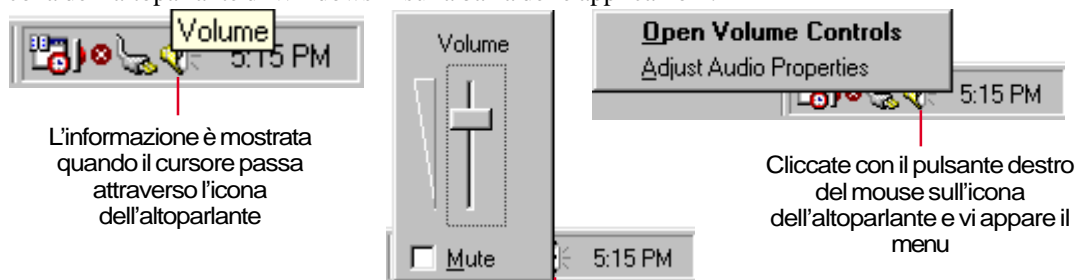 Volume
5:15 PM
L'informazione è mostrata
quando il cursore passa
attraverso l'icona
dell'altoparlante
Volume
Mute
5:15 PM
Open Volume Controls
Adjust Audio Properties
5:15 PM
Cliccate con il pulsante destro
del mouse sull'icona
dell'altoparlante e vi appare il
menu